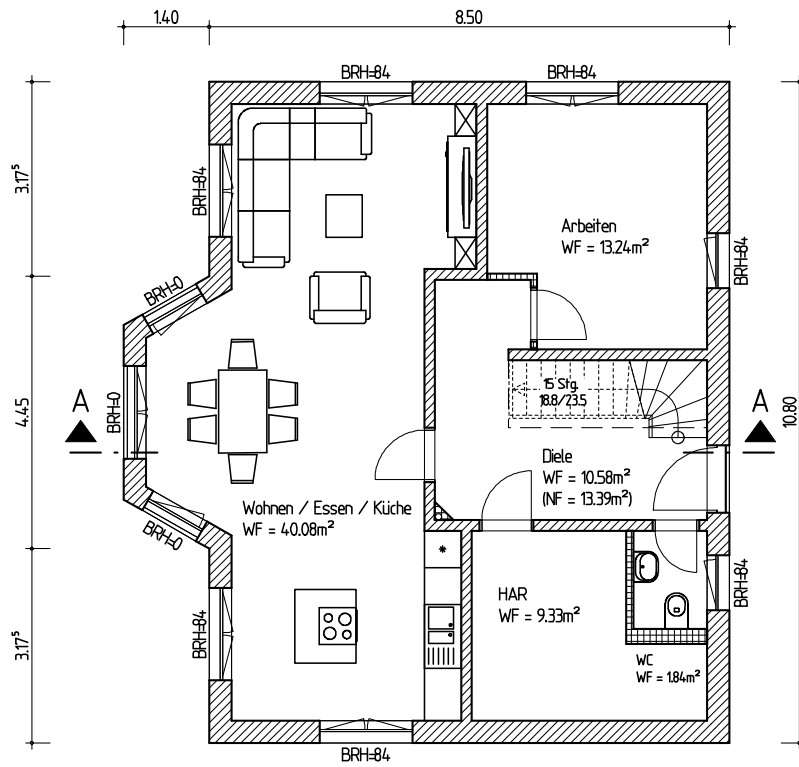 1.40
8.50
BRH=84
BRH=84
3.17⁵
BRH=84
Arbeiten
WF = 13.24m²
BRH=84
BRH=0
4.45
A
BRH=0
15 Stg.
18.8/23.5
A
10.80
Diele
WF = 10.58m²
(NF = 13.39m²)
Wohnen / Essen / Küche
WF = 40.08m²
BRH=0
3.17⁵
BRH=84
HAR
WF = 9.33m²
BRH=84
WC
WF = 1.84m²
BRH=84